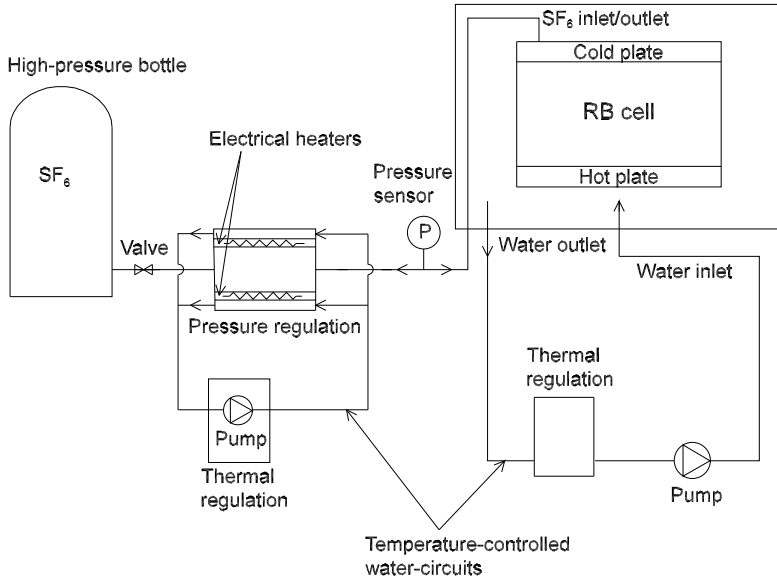 SF₆ inlet/outlet
Cold plate
High-pressure bottle
RB cell
Electrical heaters
SF₆
Pressure
sensor
Hot plate
P
Valve
Water outlet
Water inlet
Pressure regulation
Thermal
regulation
Pump
Thermal
regulation
Pump
Temperature-controlled
water-circuits